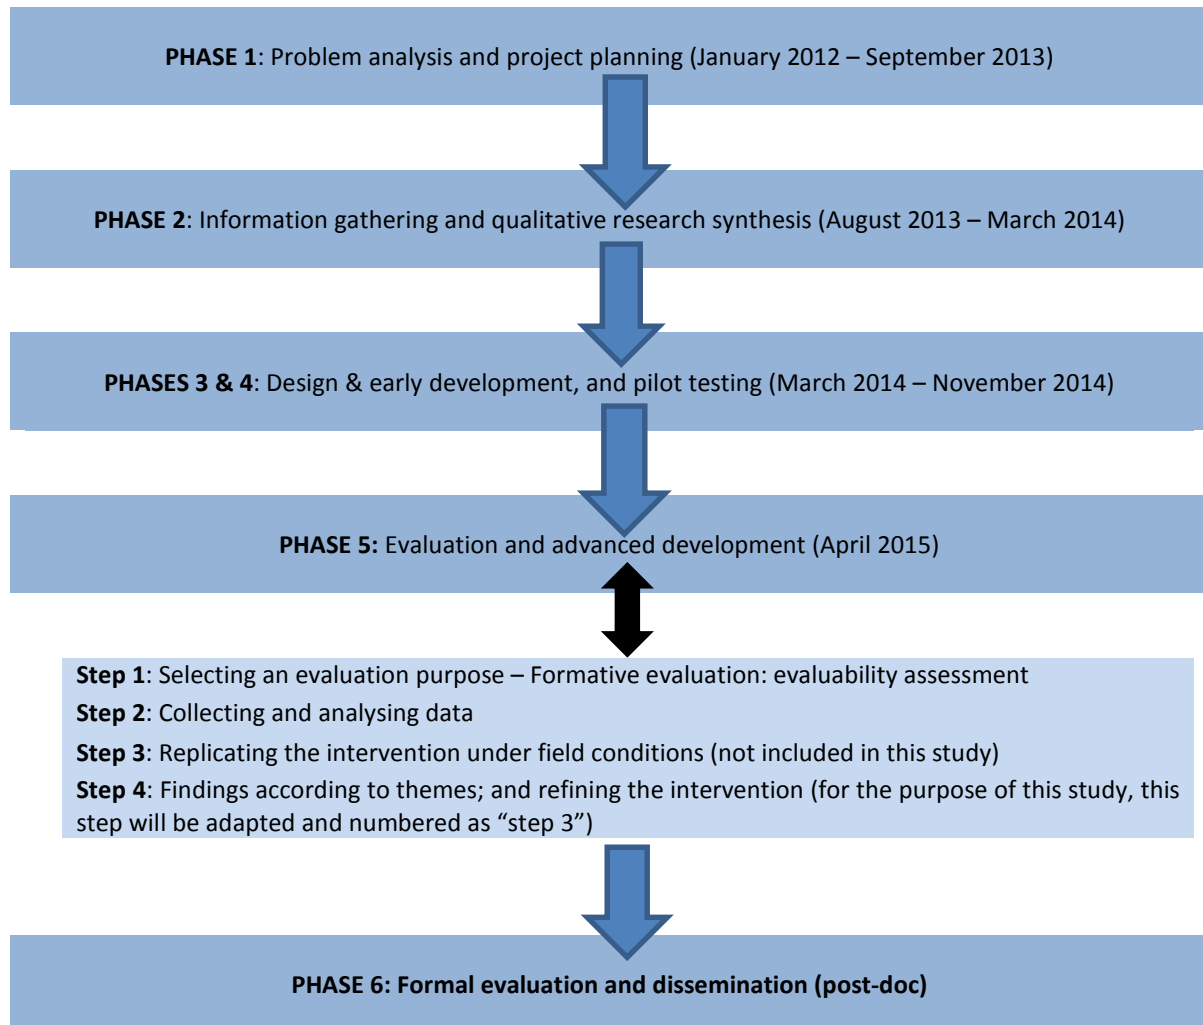 PHASE 1: Problem analysis and project planning (January 2012 – September 2013)
PHASE 2: Information gathering and qualitative research synthesis (August 2013 – March 2014)
PHASES 3 & 4: Design & early development, and pilot testing (March 2014 – November 2014)
PHASE 5: Evaluation and advanced development (April 2015)
Step 1: Selecting an evaluation purpose – Formative evaluation: evaluability assessment
Step 2: Collecting and analysing data
Step 3: Replicating the intervention under field conditions (not included in this study)
Step 4: Findings according to themes; and refining the intervention (for the purpose of this study, this
step will be adapted and numbered as “step 3”)
PHASE 6: Formal evaluation and dissemination (post-doc)